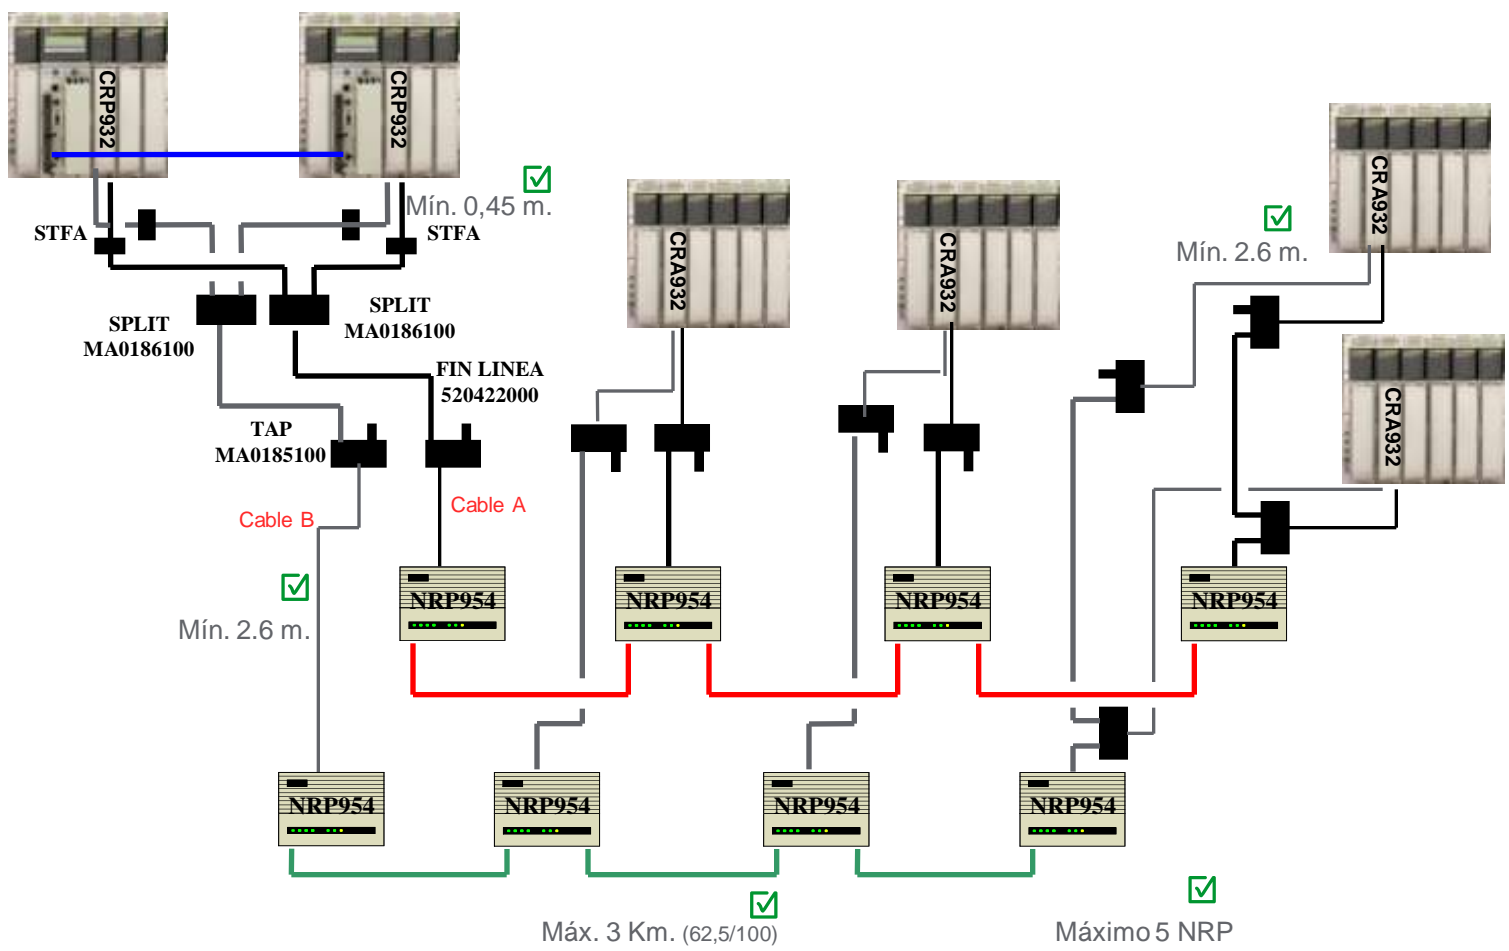 CRP932
CRP932
Mín. 0,45 m.
STFA
STFA
CRA932
CRA932
CRA932
Mín. 2.6 m.
SPLIT
MA0186100
SPLIT
MA0186100
FIN LINEA
520422000
CRA932
TAP
MA0185100
Cable B
Cable A
NRP954
NRP954
NRP954
NRP954
Mín. 2.6 m.
NRP954
NRP954
NRP954
NRP954
Máx. 3 Km. (62,5/100)
Máximo 5 NRP